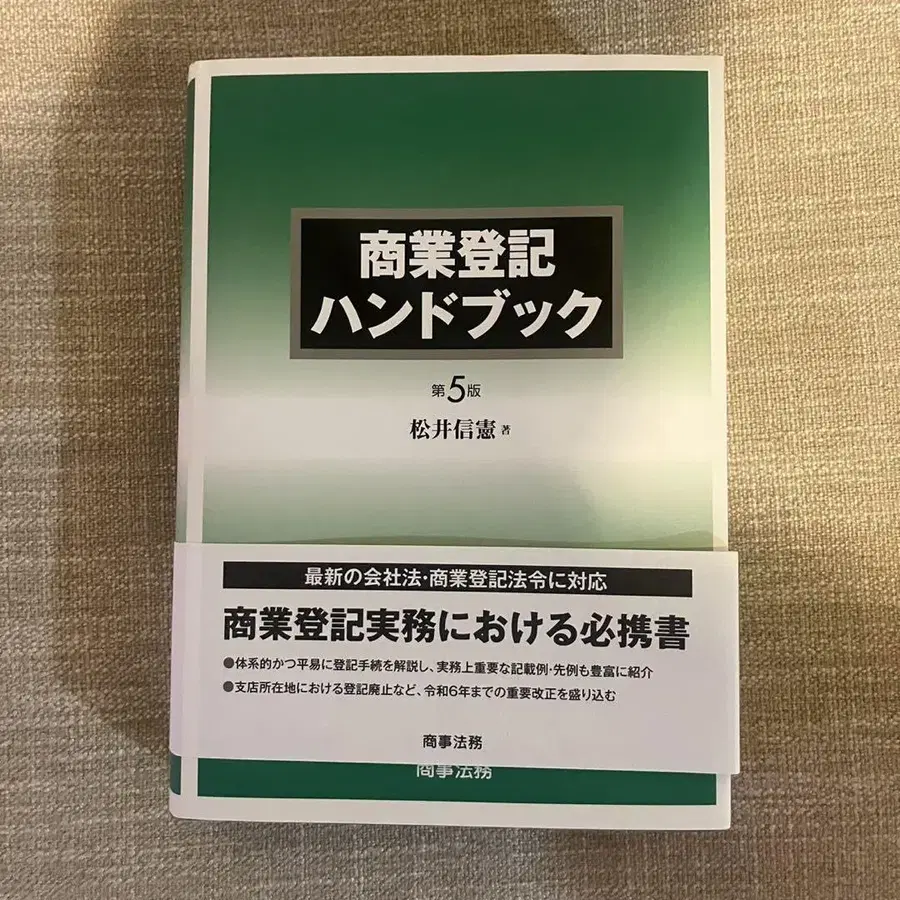 商業登記
ハンドブック
第5版
松井信憲 著
最新の会社法・商業登記法令に対応
商業登記実務における必携書
●体系的かつ平易に登記手続を解説し、実務上重要な記載例・先例も豊富に紹介
●支店所在地における登記廃止など、令和6年までの重要改正を盛り込む
商事法務
商事法務